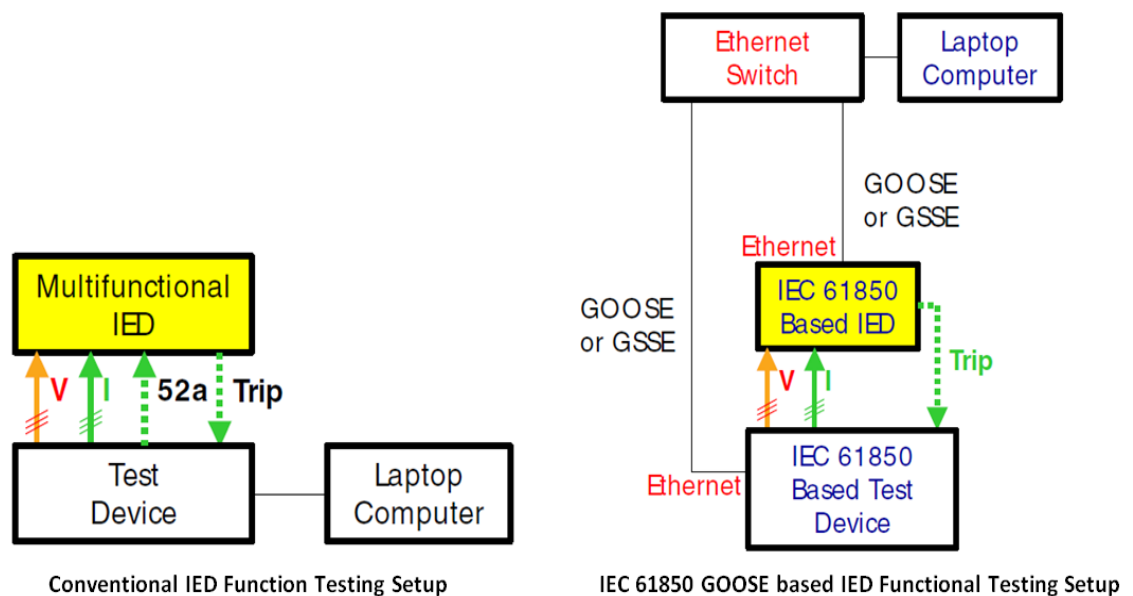 Multifunctional
IED
V
I
52a
Trip
Test
Device
Laptop
Computer
Conventional IED Function Testing Setup
Ethernet
Switch
Laptop
Computer
GOOSE
or GSSE
Ethernet
GOOSE
or GSSE
IEC 61850
Based IED
V
I
Trip
Ethernet
IEC 61850
Based Test
Device
IEC 61850 GOOSE based IED Functional Testing Setup